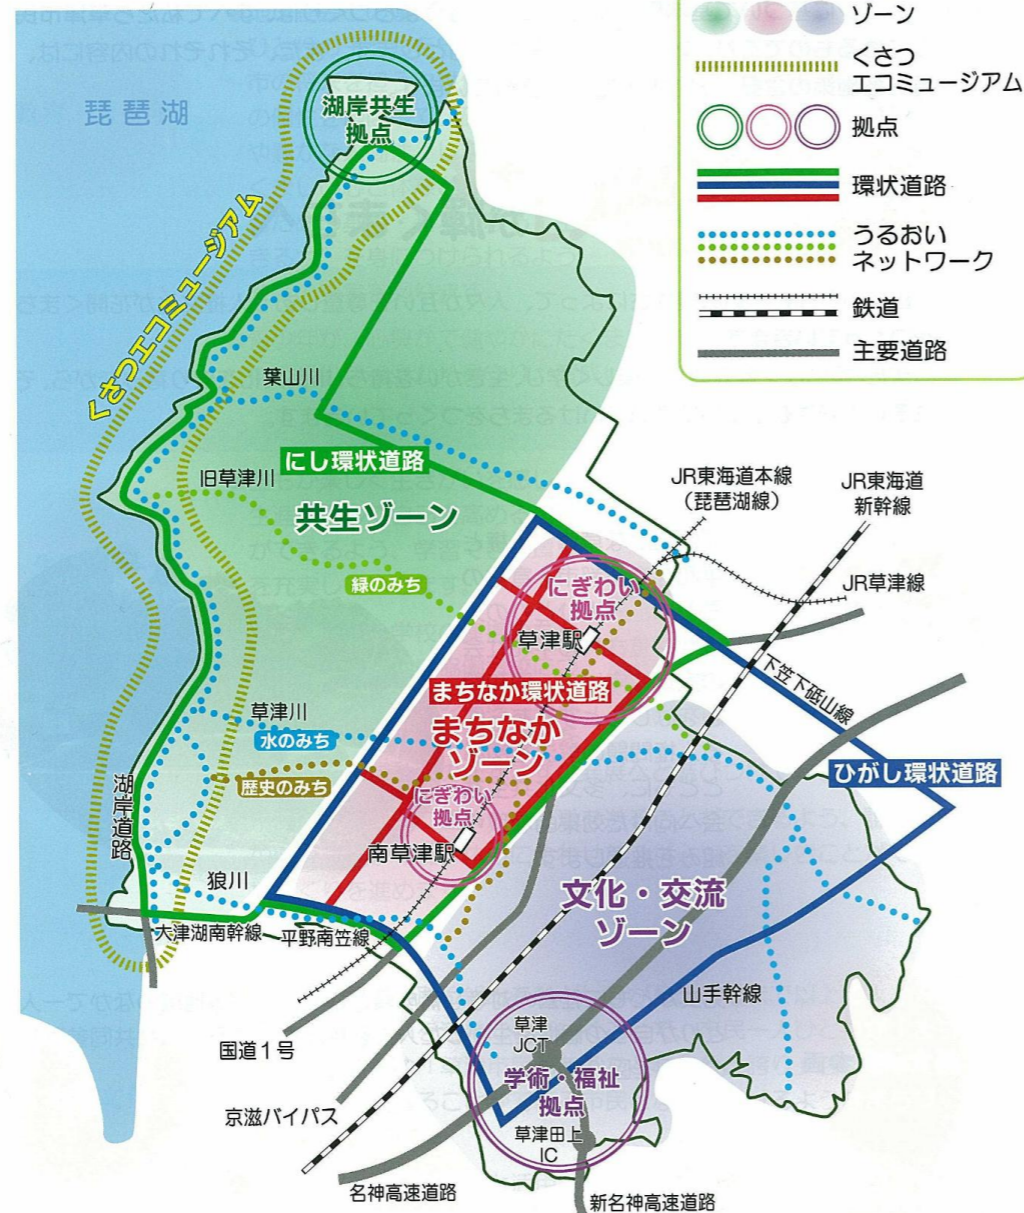 ゾーン
くさつ
エコミュージアム
拠点
環状道路
うるおい
ネットワーク
鉄道
主要道路
琵琶湖
湖岸共生
拠点
くさつエコミュージアム
葉山川
にし環状道路
旧草津川
共生ゾーン
緑のみち
JR東海道本線
(琵琶湖線)
JR東海道
新幹線
JR草津線
にぎわい
拠点
草津駅
まちなか環状道路
まちなか
ゾーン
下笠下砥山線
ひがし環状道路
草津川
水のみち
歴史のみち
にぎわい
拠点
南草津駅
湖岸道路
狼川
大津湖南幹線
平野南笠線
文化・交流
ゾーン
山手幹線
国道1号
京滋バイパス
草津
JCT
学術・福祉
拠点
草津田上
IC
名神高速道路
新名神高速道路